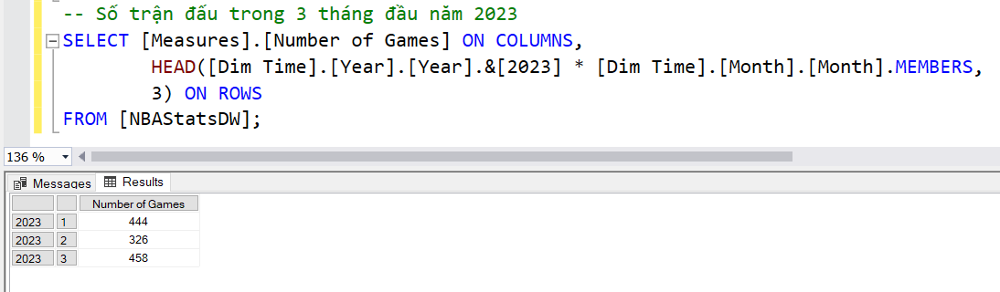 -- Số trận đấu trong 3 tháng đầu năm 2023
SELECT [Measures].[Number of Games] ON COLUMNS,
HEAD([Dim Time].[Year].[Year].&[2023] * [Dim Time].[Month].[Month].MEMBERS,
3) ON ROWS
FROM [NBAStatsDW];
136 %
Messages Results
Number of Games
2023 1 444
2023 2 326
2023 3 458